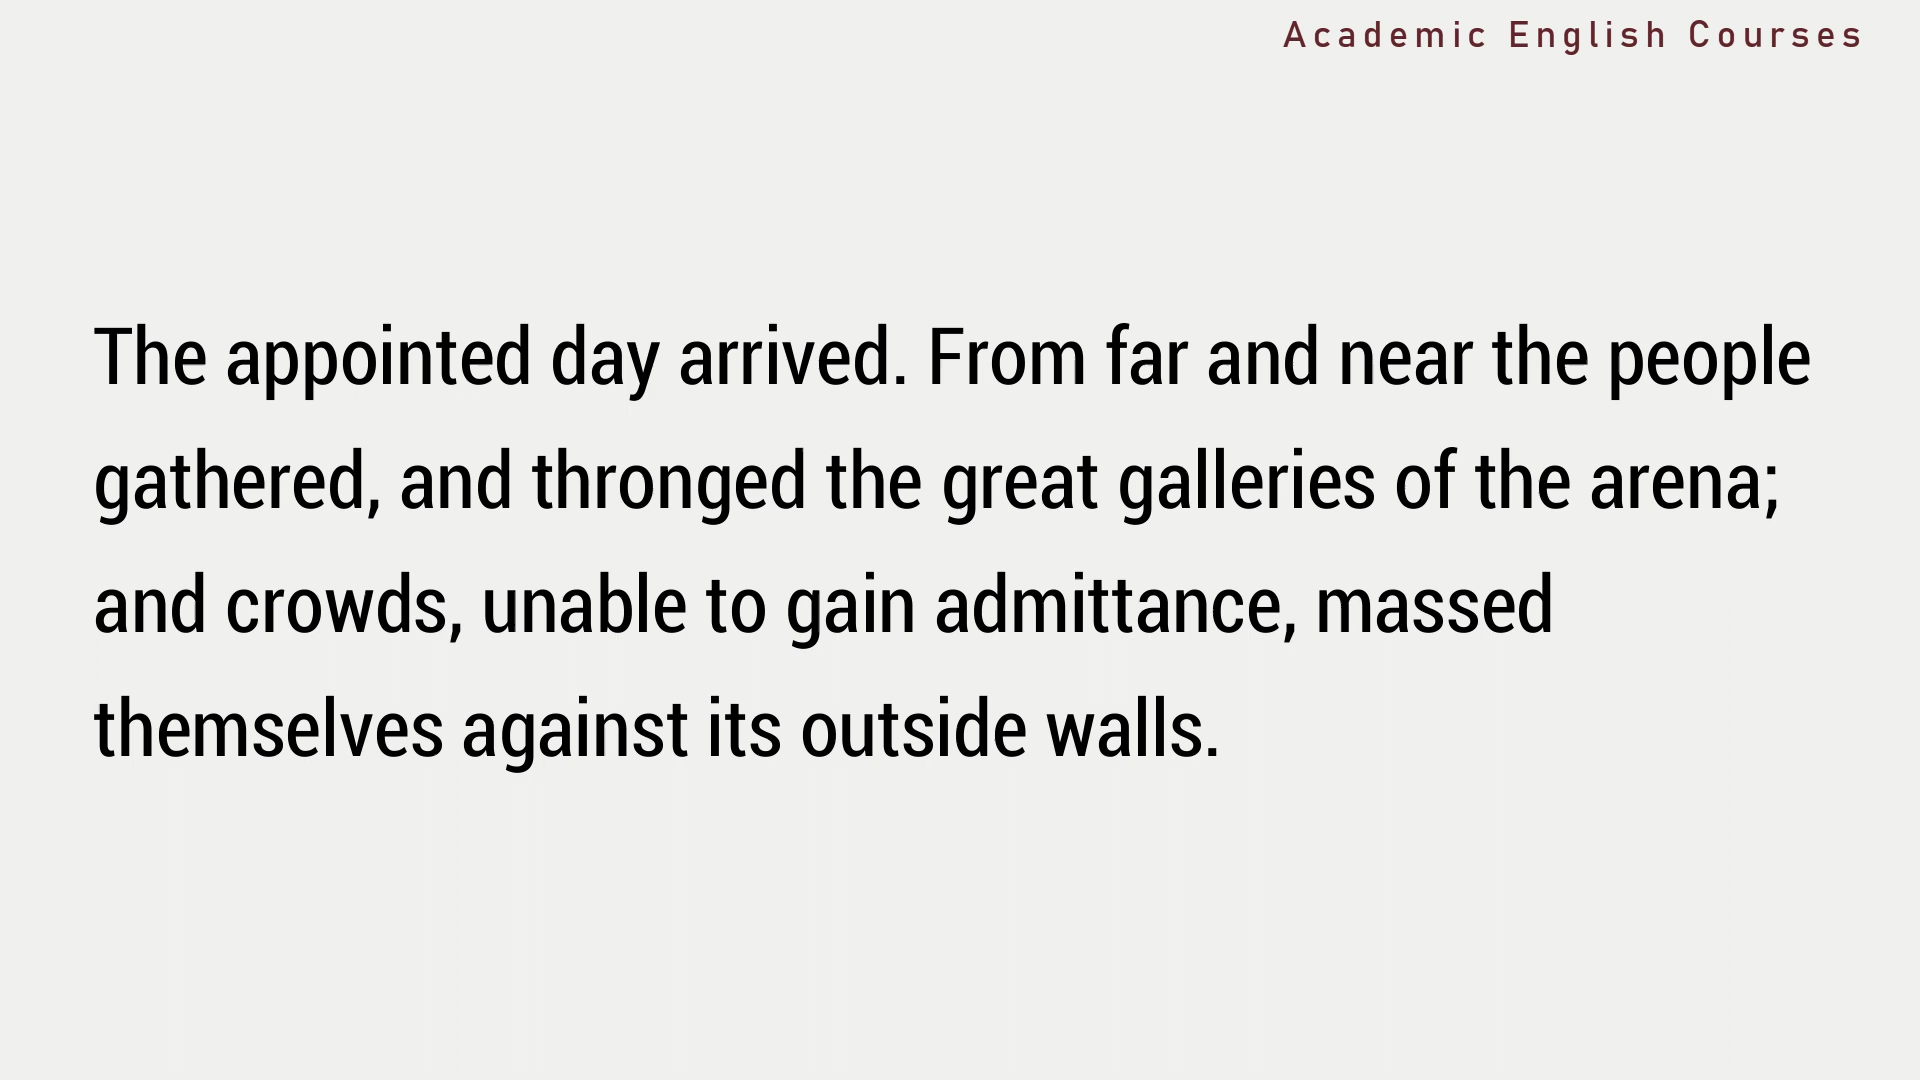 Academic English Courses
The appointed day arrived. From far and near the people
gathered, and thronged the great galleries of the arena;
and crowds, unable to gain admittance, massed
themselves against its outside walls.